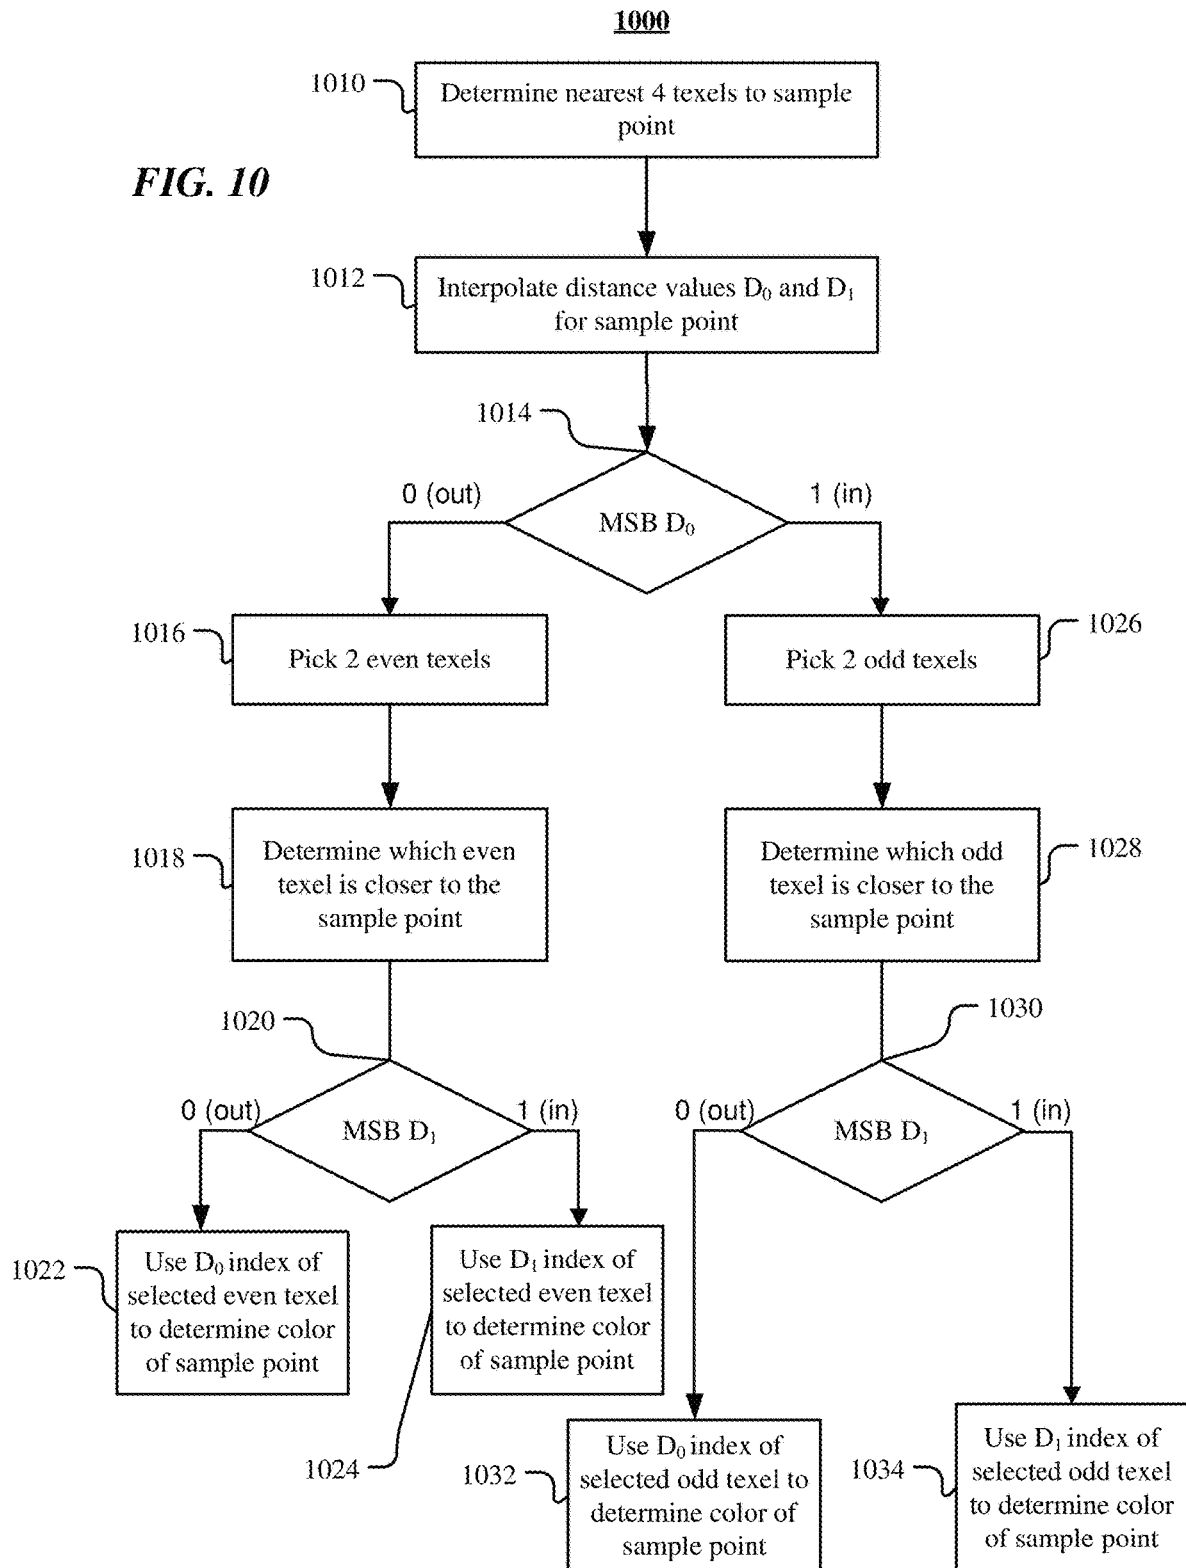 1000
1010
Determine nearest 4 texels to sample
point
FIG. 10
1012
Interpolate distance values D₀ and D₁
for sample point
1014
0 (out)
1 (in)
MSB D₀
1016
Pick 2 even texels
1026
Pick 2 odd texels
1018
Determine which even
texel is closer to the
sample point
1028
Determine which odd
texel is closer to the
sample point
1020
0 (out)
1 (in)
MSB D₁
1030
0 (out)
1 (in)
MSB D₁
1022
Use D₀ index of
selected even texel
to determine color
of sample point
1024
Use D₁ index of
selected even texel
to determine color
of sample point
1032
Use D₀ index of
selected odd texel to
determine color of
sample point
1034
Use D₁ index of
selected odd texel
to determine color
of sample point